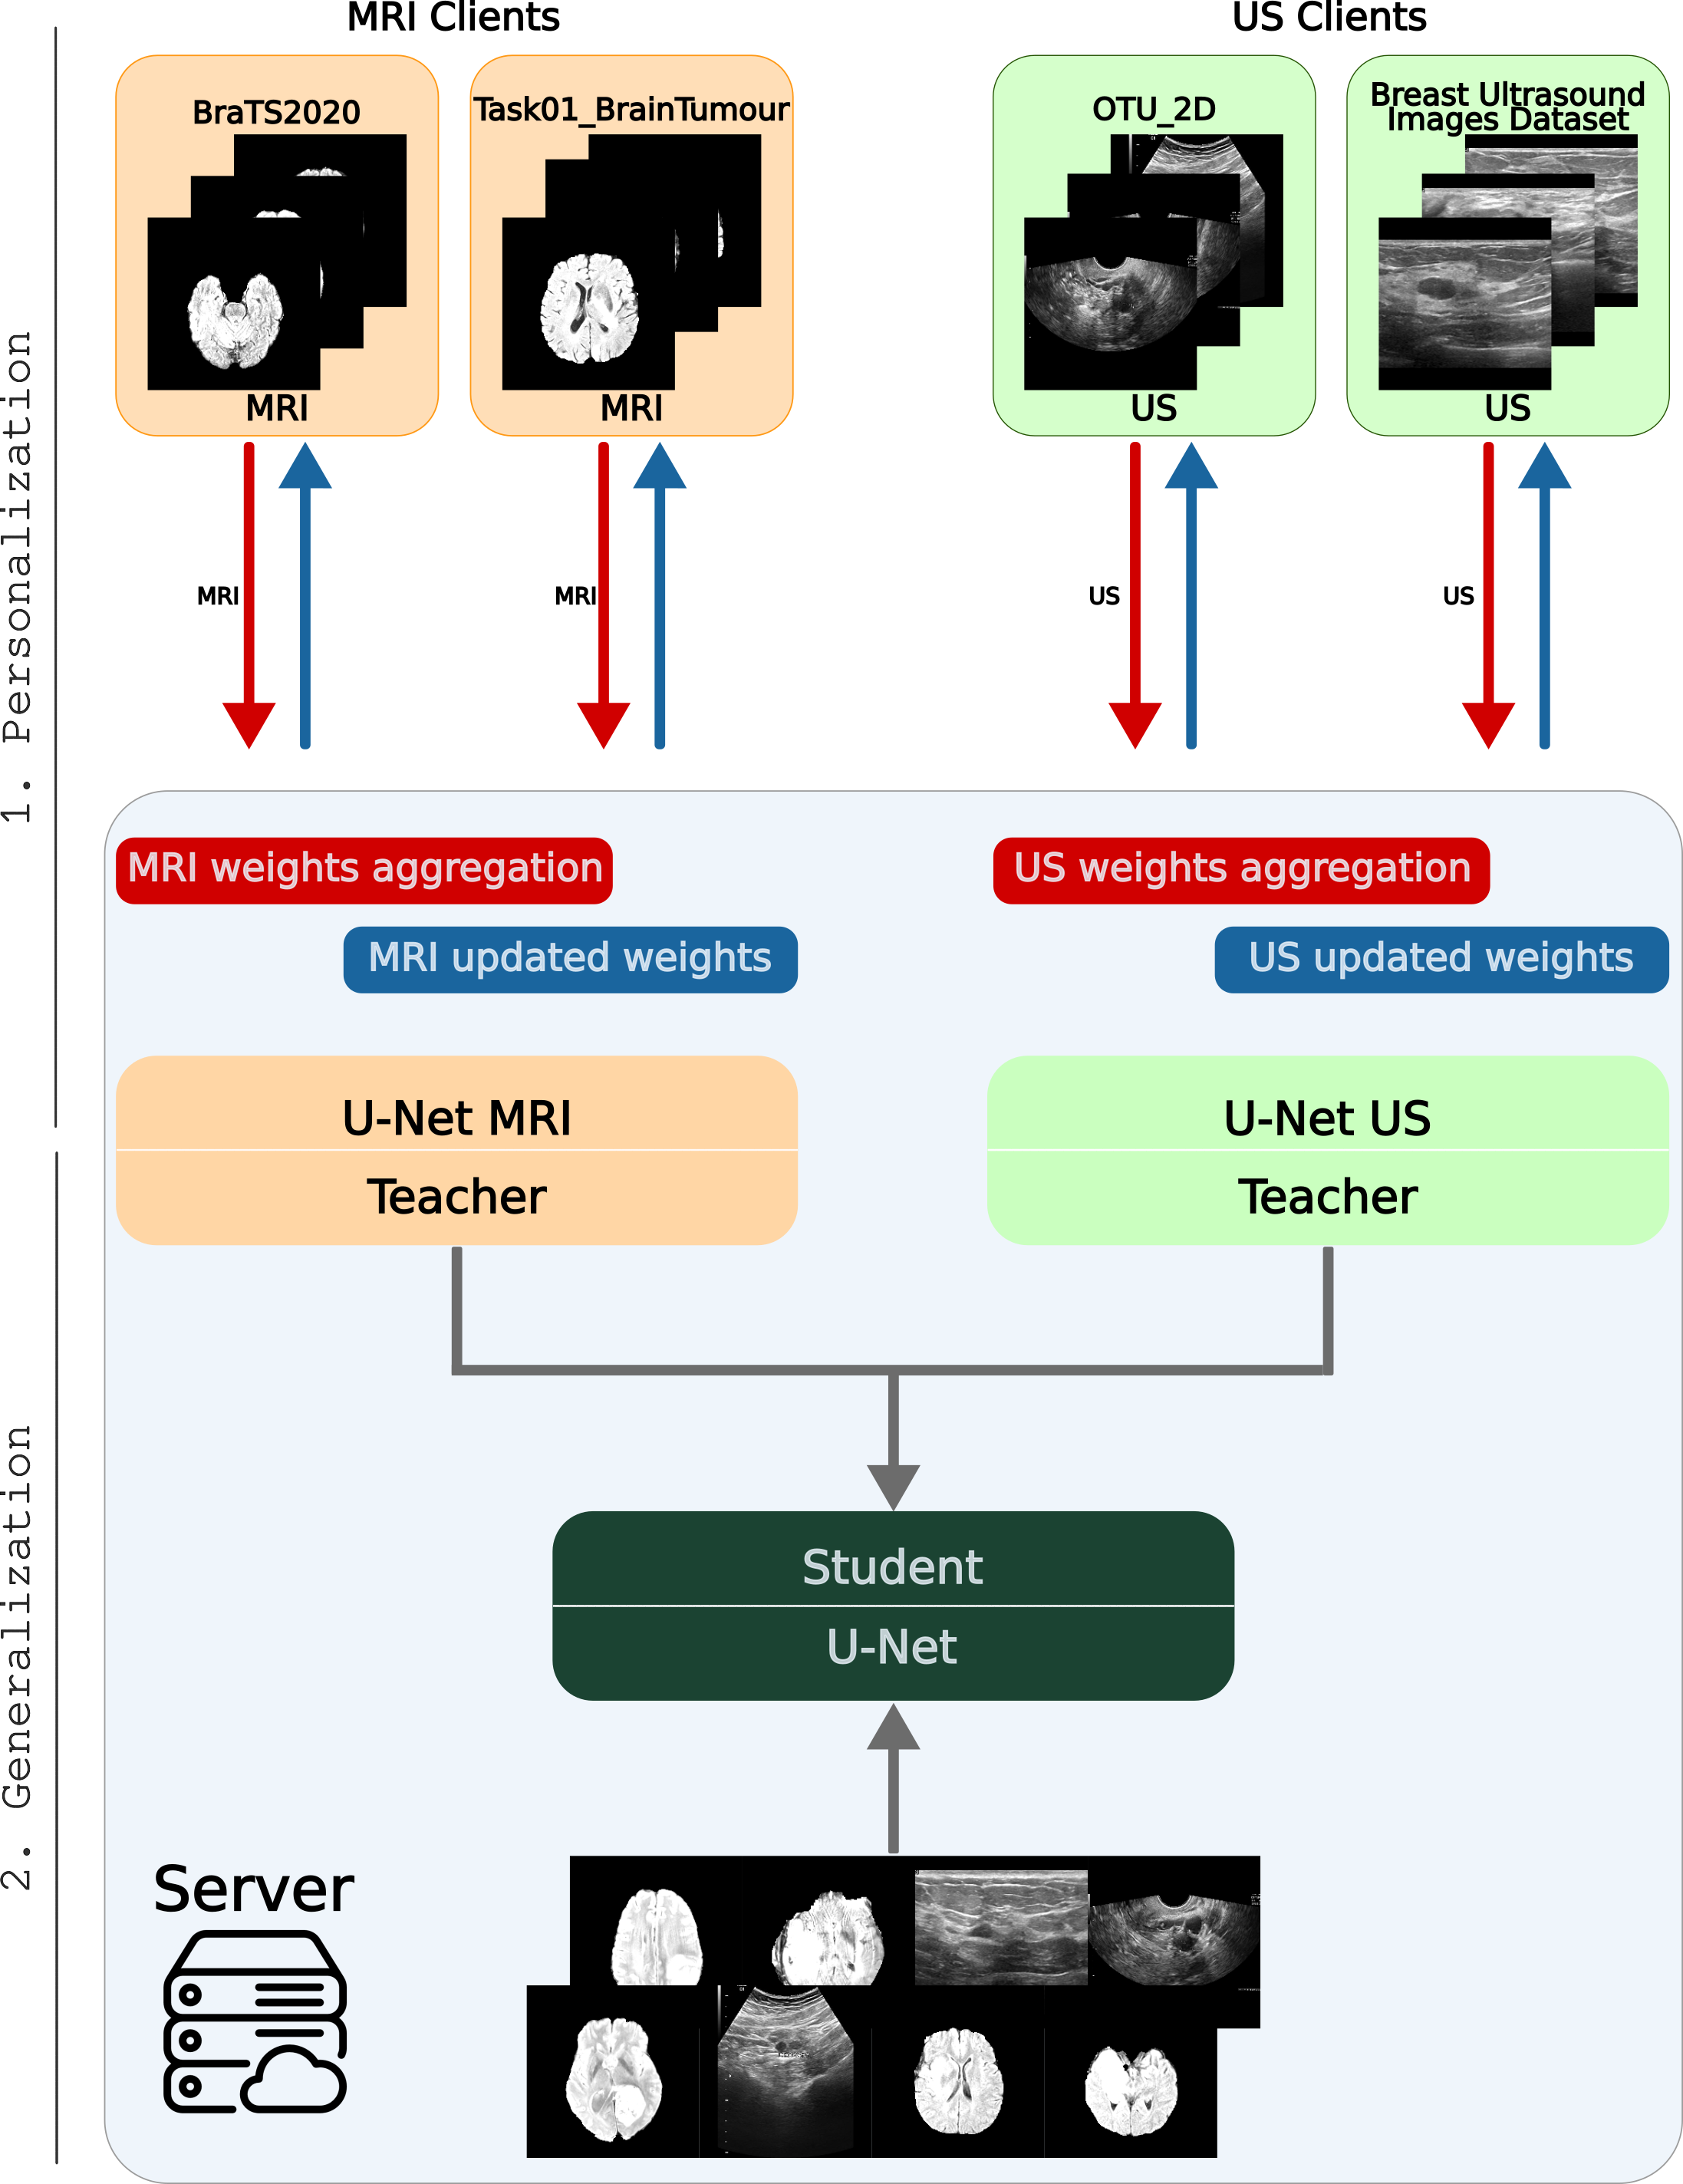 MRI Clients
US Clients
BraTS2020
Task01_BrainTumour
OTU_2D
Breast Ultrasound
Images Dataset
MRI
MRI
US
US
1. Personalization
MRI
MRI
US
US
MRI weights aggregation
US weights aggregation
MRI updated weights
US updated weights
U-Net MRI
Teacher
U-Net US
Teacher
2. Generalization
Student
U-Net
Server